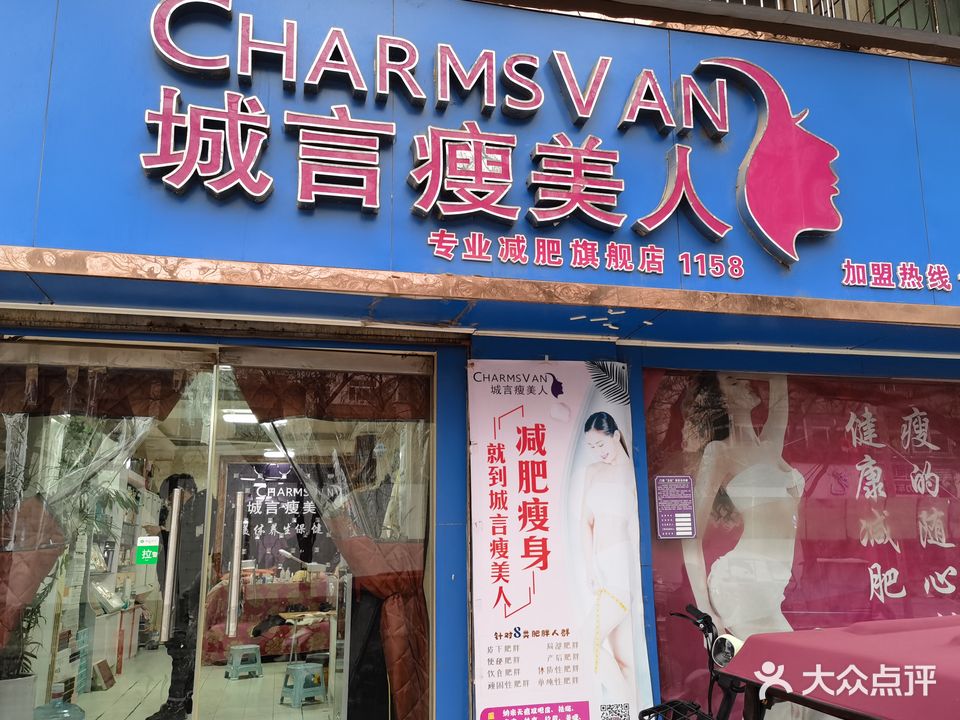 CHARMSVAN
城言瘦美人
专业减肥旗舰店 1158
加盟热线
CHARMSVAN
城言瘦美人
减肥瘦身
就到城言瘦美人
针对8类肥胖人群
皮下肥胖 局部肥胖
便秘肥胖 产后肥胖
饮食肥胖 体质性肥胖
顽固性肥胖 单纯性肥胖
CHARMSVAN
城言瘦美
养生保健
拉
瘦的随心
健康减肥
大众点评